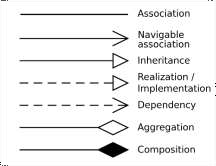 Association
Navigable
association
Inheritance
Realization /
Implementation
Dependency
Aggregation
Composition